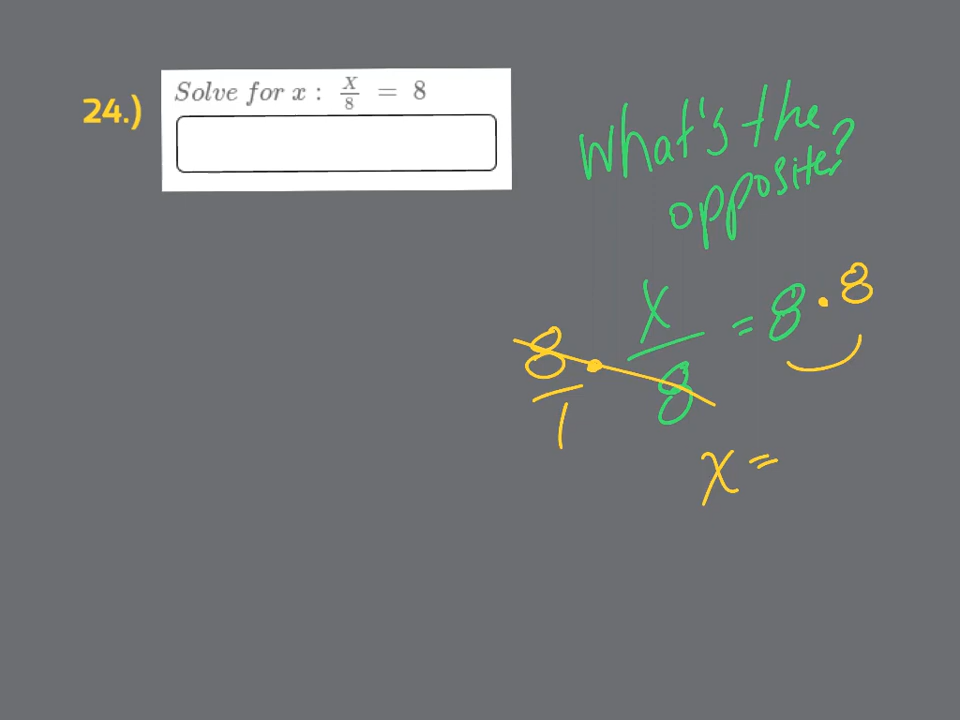 24.) Solve for x : X/8 = 8
What's the
opposite?
8/1 • X/8 = 8 • 8
x =